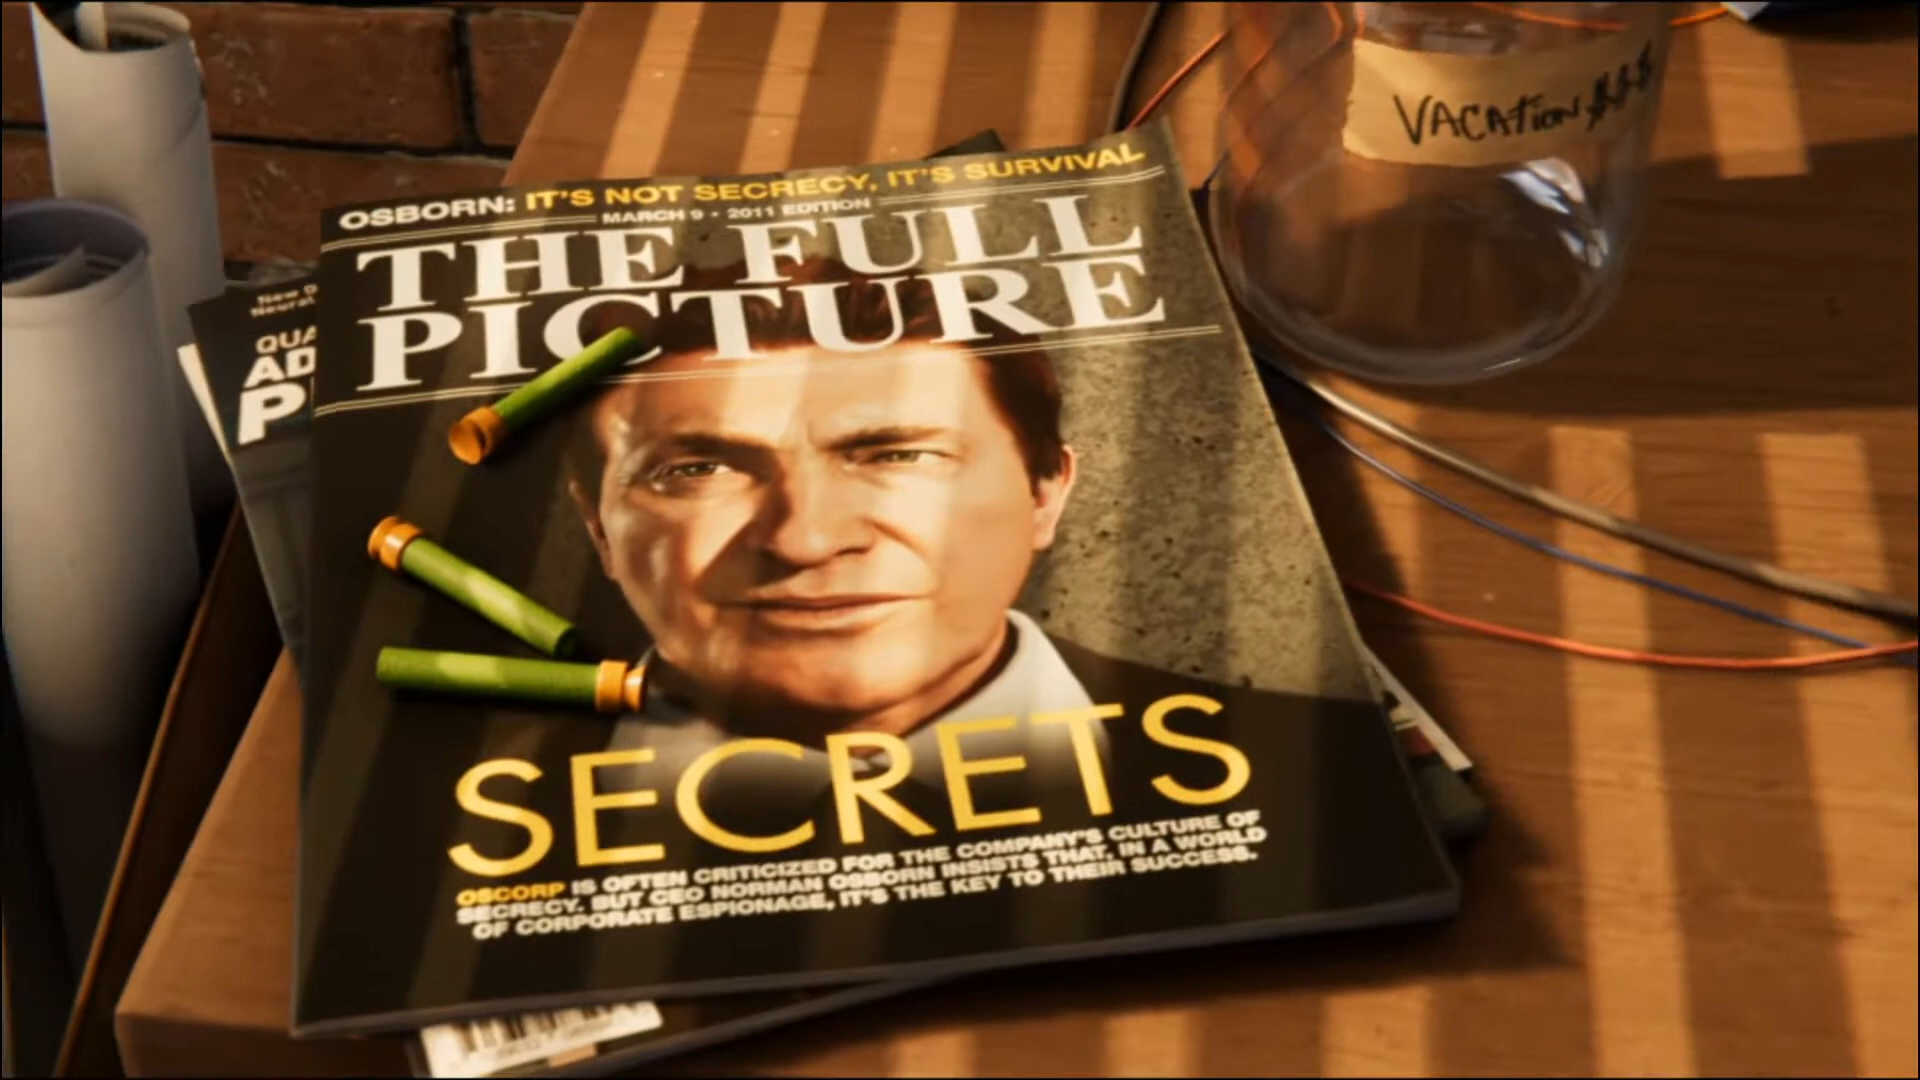 VACATION $$$
OSBORN: IT'S NOT SECRECY, IT'S SURVIVAL
MARCH 9 • 2011 EDITION
THE FULL
PICTURE
New D
Neural
QUA
AD
P
SECRETS
OSCORP IS OFTEN CRITICIZED FOR THE COMPANY'S CULTURE OF
SECRECY. BUT CEO NORMAN OSBORN INSISTS THAT, IN A WORLD
OF CORPORATE ESPIONAGE, IT'S THE KEY TO THEIR SUCCESS.